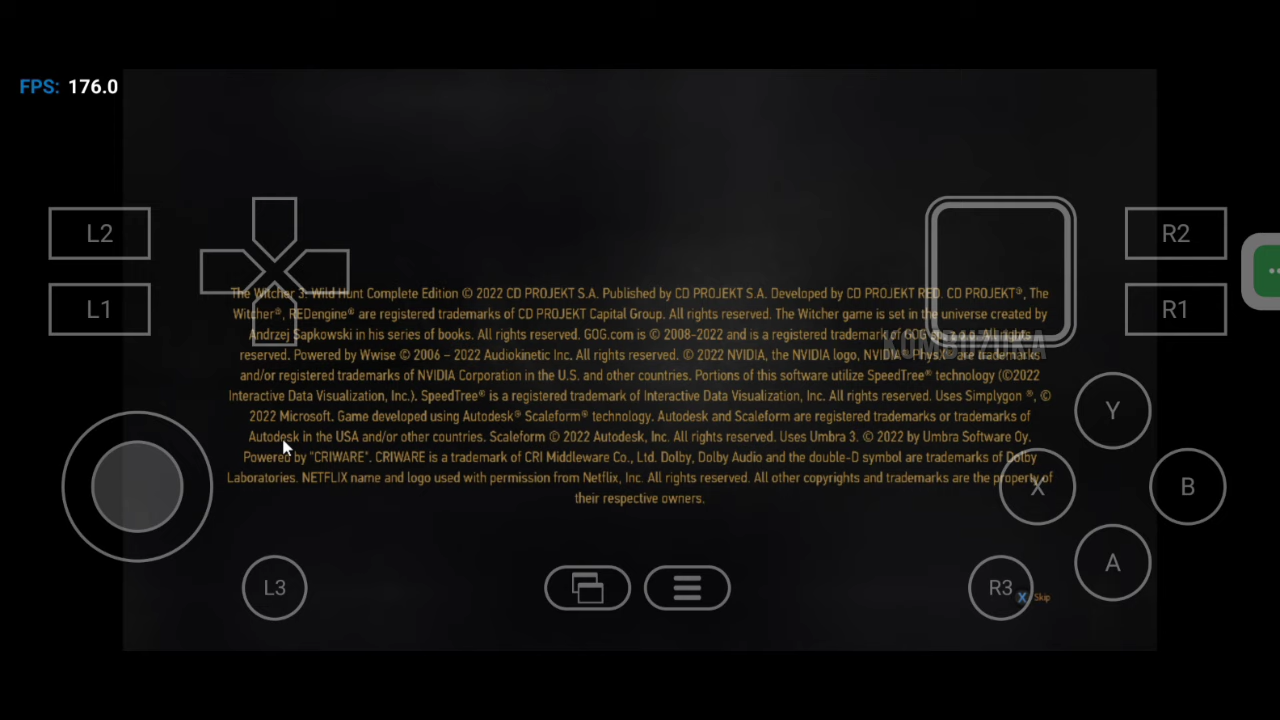 FPS: 176.0
L2
R2
L1
R1
The Witcher 3: Wild Hunt Complete Edition © 2022 CD PROJEKT S.A. Published by CD PROJEKT S.A. Developed by CD PROJEKT RED. CD PROJEKT®, The
Witcher®, REDengine® are registered trademarks of CD PROJEKT Capital Group. All rights reserved. The Witcher game is set in the universe created by
Andrzej Sapkowski in his series of books. All rights reserved. GOG.com is © 2008-2022 and is a registered trademark of GOG sp. z o.o. All rights
KOMBUZUKA
reserved. Powered by Wwise © 2006 – 2022 Audiokinetic Inc. All rights reserved. © 2022 NVIDIA, the NVIDIA logo, NVIDIA® PhysX® are trademarks
and/or registered trademarks of NVIDIA Corporation in the U.S. and other countries. Portions of this software utilize SpeedTree® technology (©2022
Interactive Data Visualization, Inc.). SpeedTree® is a registered trademark of Interactive Data Visualization, Inc. All rights reserved. Uses Simplygon ®, ©
2022 Microsoft. Game developed using Autodesk® Scaleform® technology. Autodesk and Scaleform are registered trademarks or trademarks of
Autodesk in the USA and/or other countries. Scaleform © 2022 Autodesk, Inc. All rights reserved. Uses Umbra 3. © 2022 by Umbra Software Oy.
Powered by "CRIWARE". CRIWARE is a trademark of CRI Middleware Co., Ltd. Dolby, Dolby Audio and the double-D symbol are trademarks of Dolby
Laboratories. NETFLIX name and logo used with permission from Netflix, Inc. All rights reserved. All other copyrights and trademarks are the property of
their respective owners.
Y
X
B
A
L3
R3
X Skip